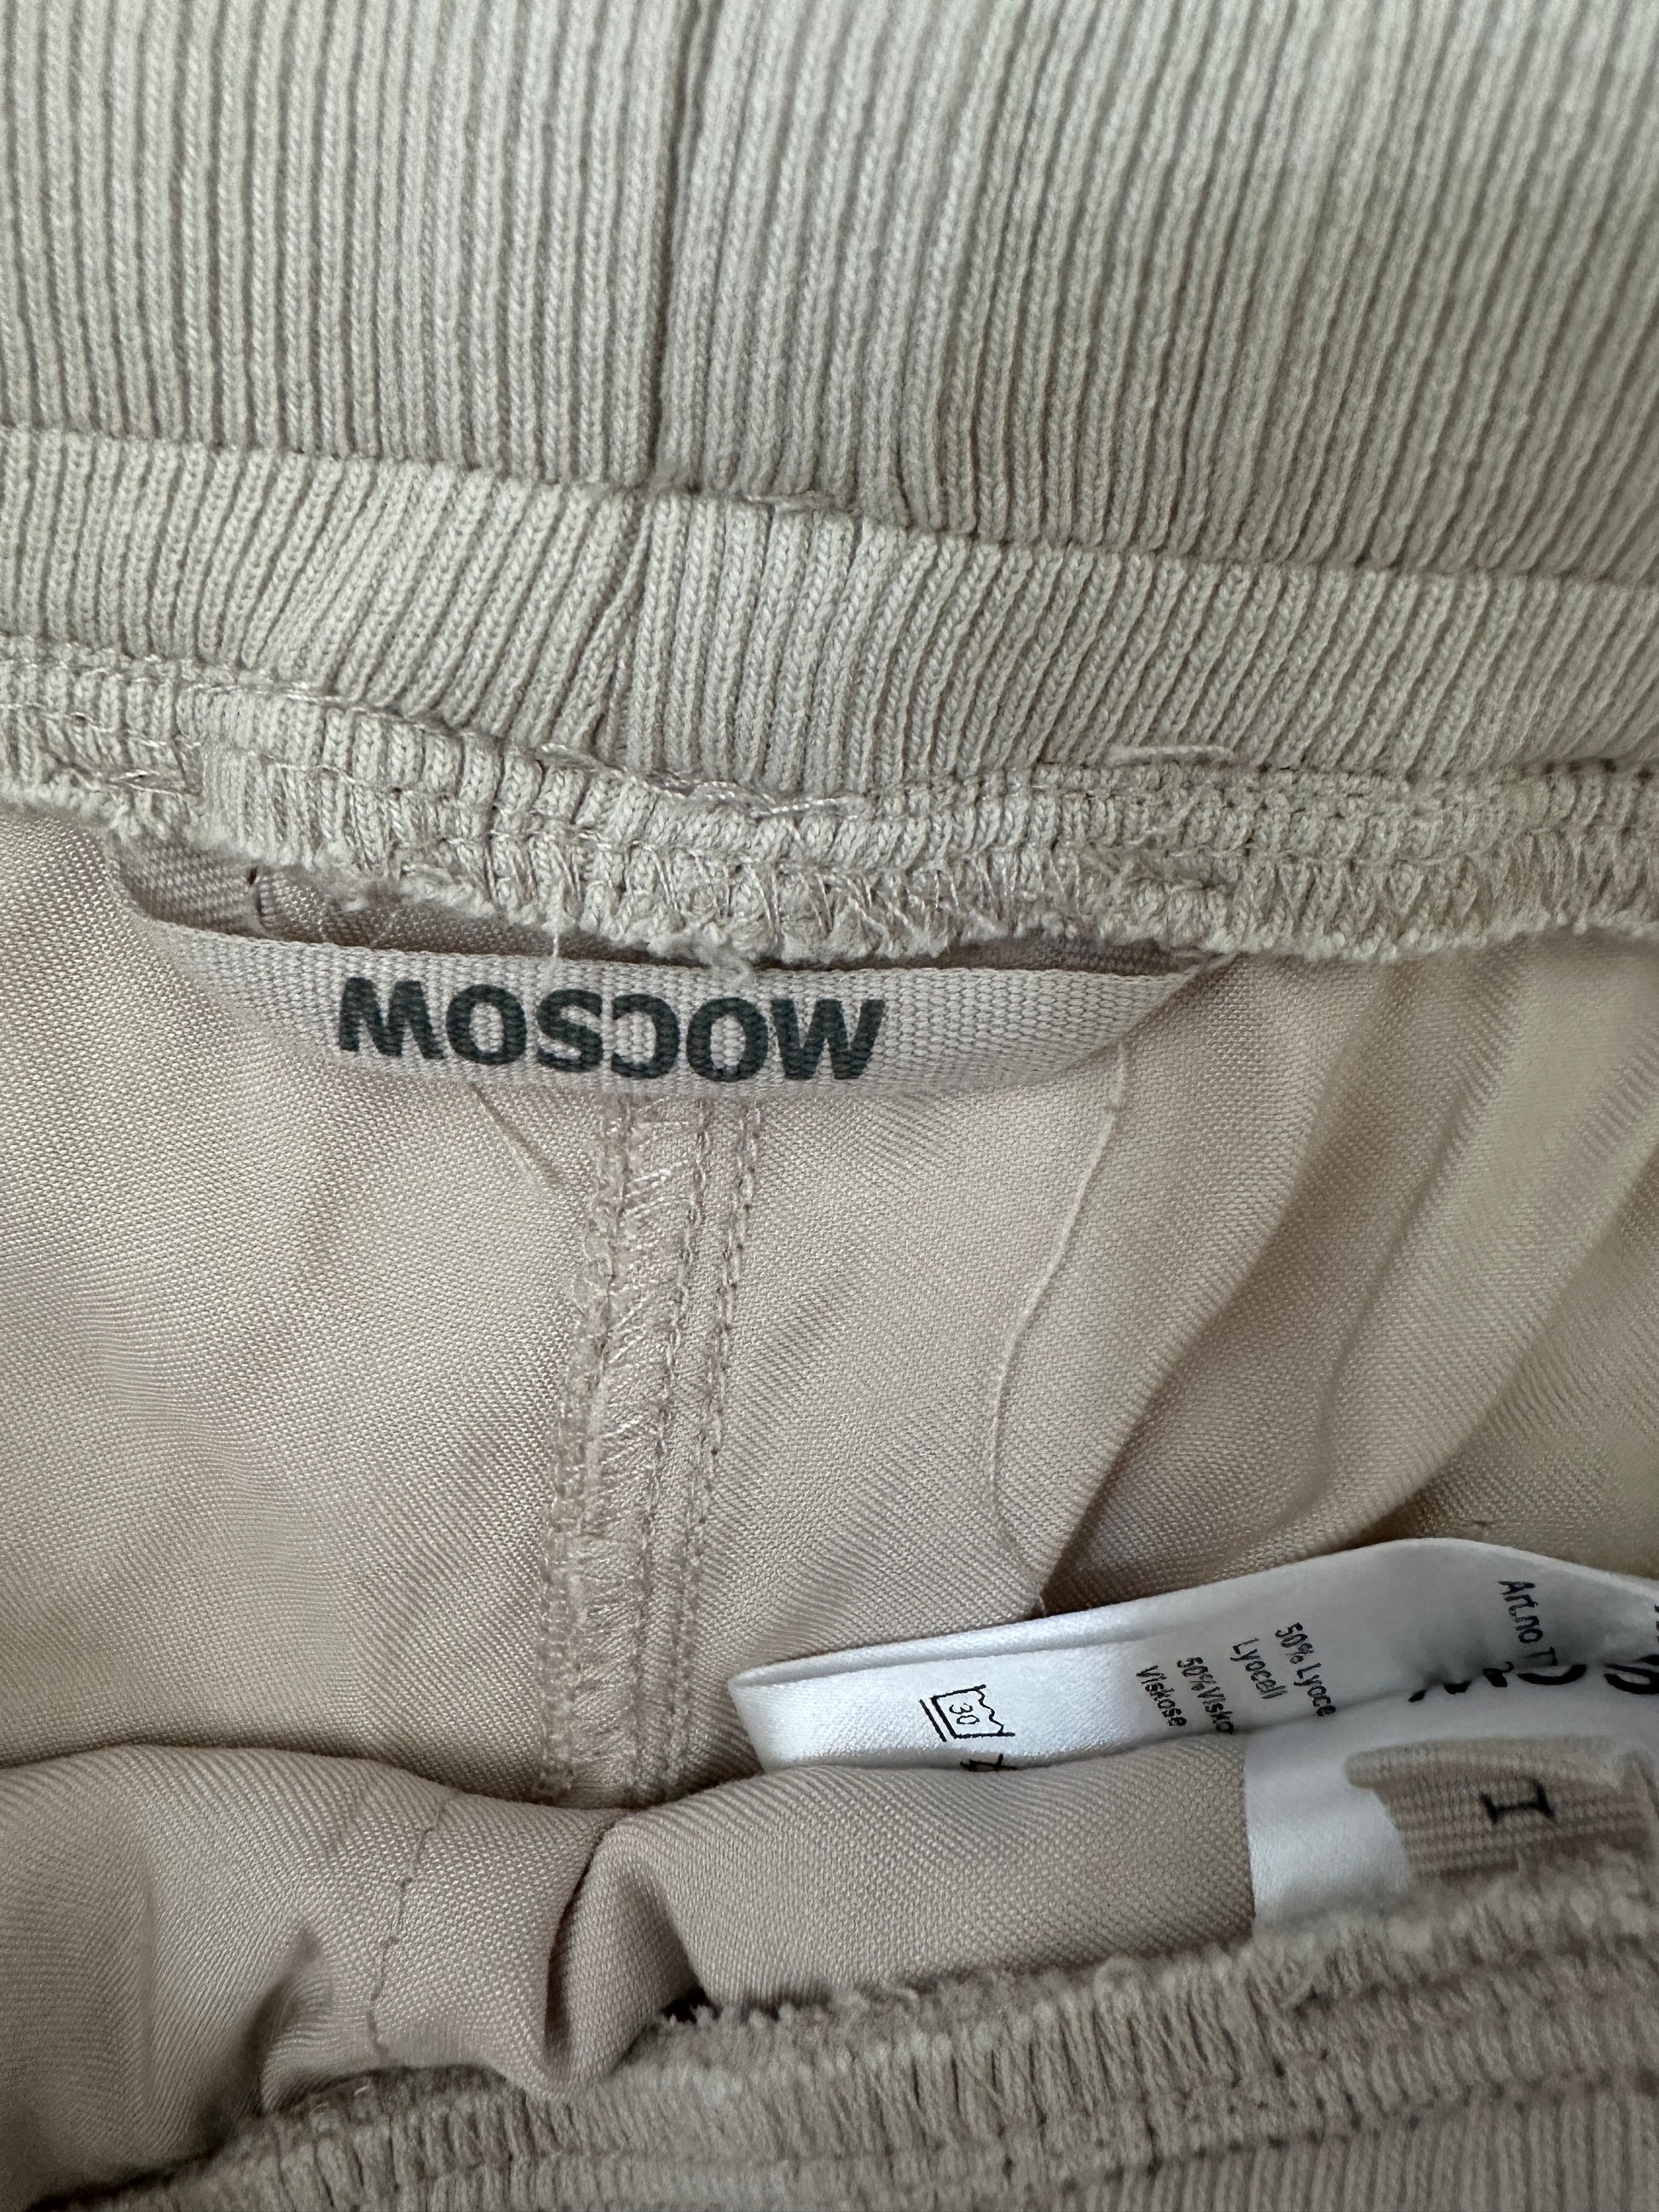 MOSCOW
Art.no.T
50% Lyoce
Lyocell
50%Visko
Viskose
30